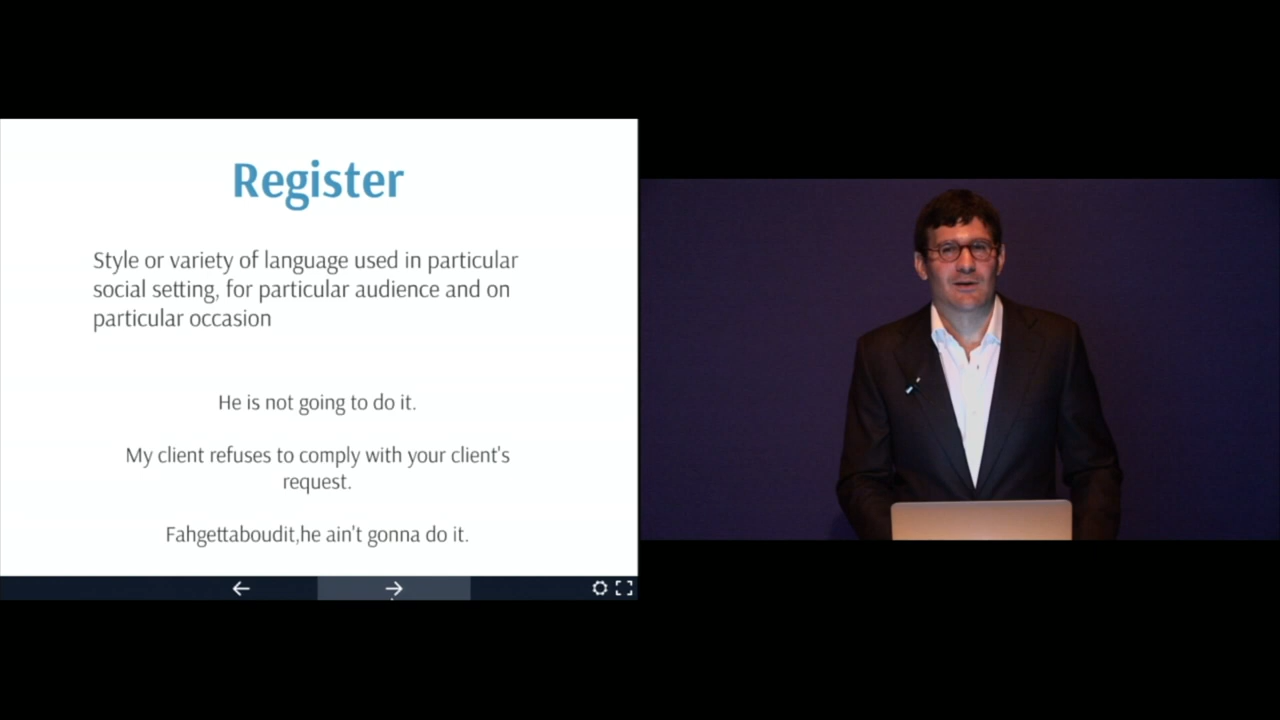 Register
Style or variety of language used in particular
social setting, for particular audience and on
particular occasion
He is not going to do it.
My client refuses to comply with your client's
request.
Fahgettaboudit,he ain't gonna do it.